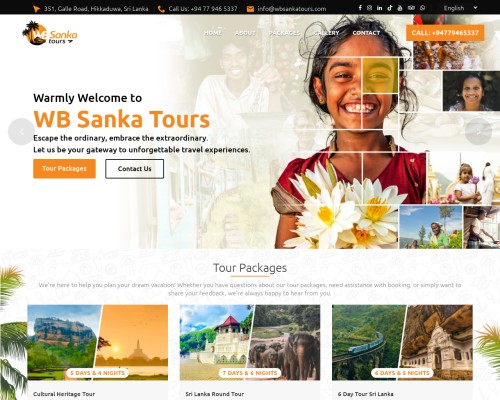 351, Galle Road, Hikkaduwa, Sri Lanka
Call Us: +94 77 946 5337
info@wbsankatours.com
English
WB Sanka
tours
HOME
ABOUT
PACKAGES
GALLERY
CONTACT
CALL: +94779465337
Warmly Welcome to
WB Sanka Tours
Escape the ordinary, embrace the extraordinary.
Let us be your gateway to unforgettable travel experiences.
Tour Packages
Contact Us
Tour Packages
We're here to help you plan your dream vacation! Whether you have questions about our tour packages, need assistance with booking, or simply want to
share your feedback, we're always happy to hear from you.
5 DAYS & 4 NIGHTS
7 DAYS & 6 NIGHTS
6 DAYS & 5 NIGHTS
Cultural Heritage Tour
Sri Lanka Round Tour
6 Day Tour Sri Lanka